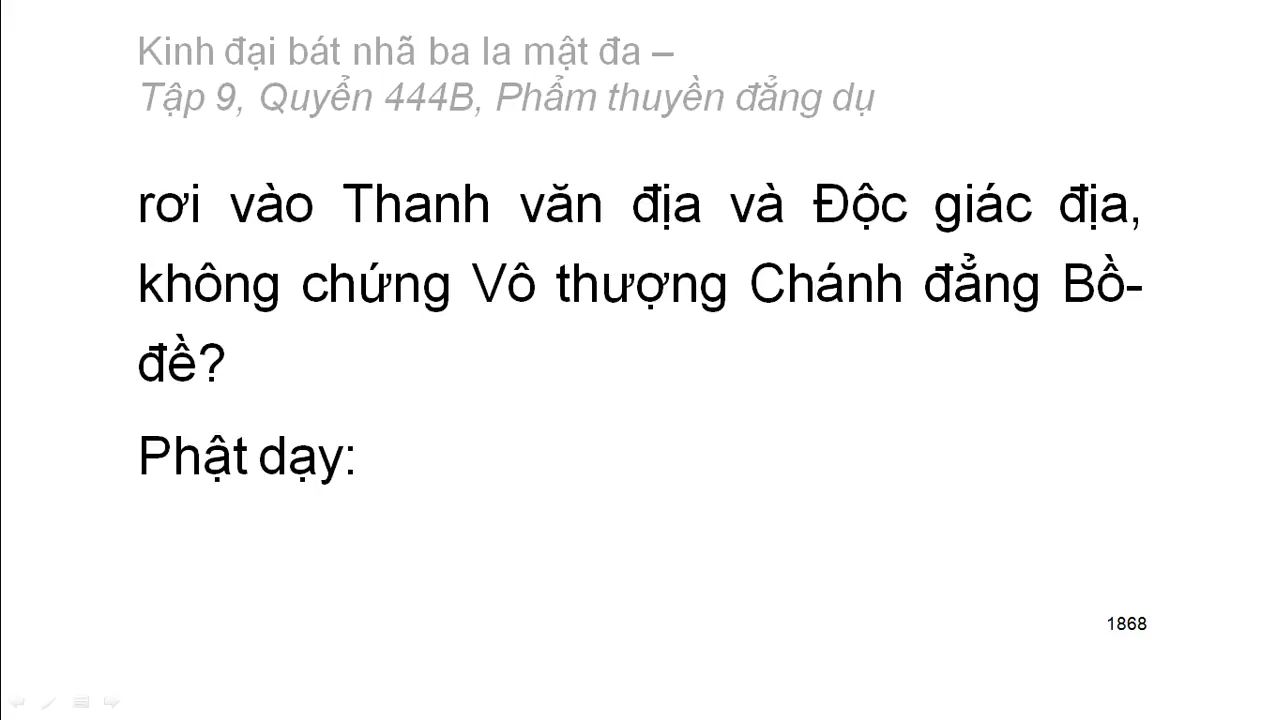 Kinh đại bát nhã ba la mật đa –
Tập 9, Quyển 444B, Phẩm thuyền đẳng dụ
rơi vào Thanh văn địa và Độc giác địa,
không chứng Vô thượng Chánh đẳng Bồ-
đề?
Phật dạy:
1868